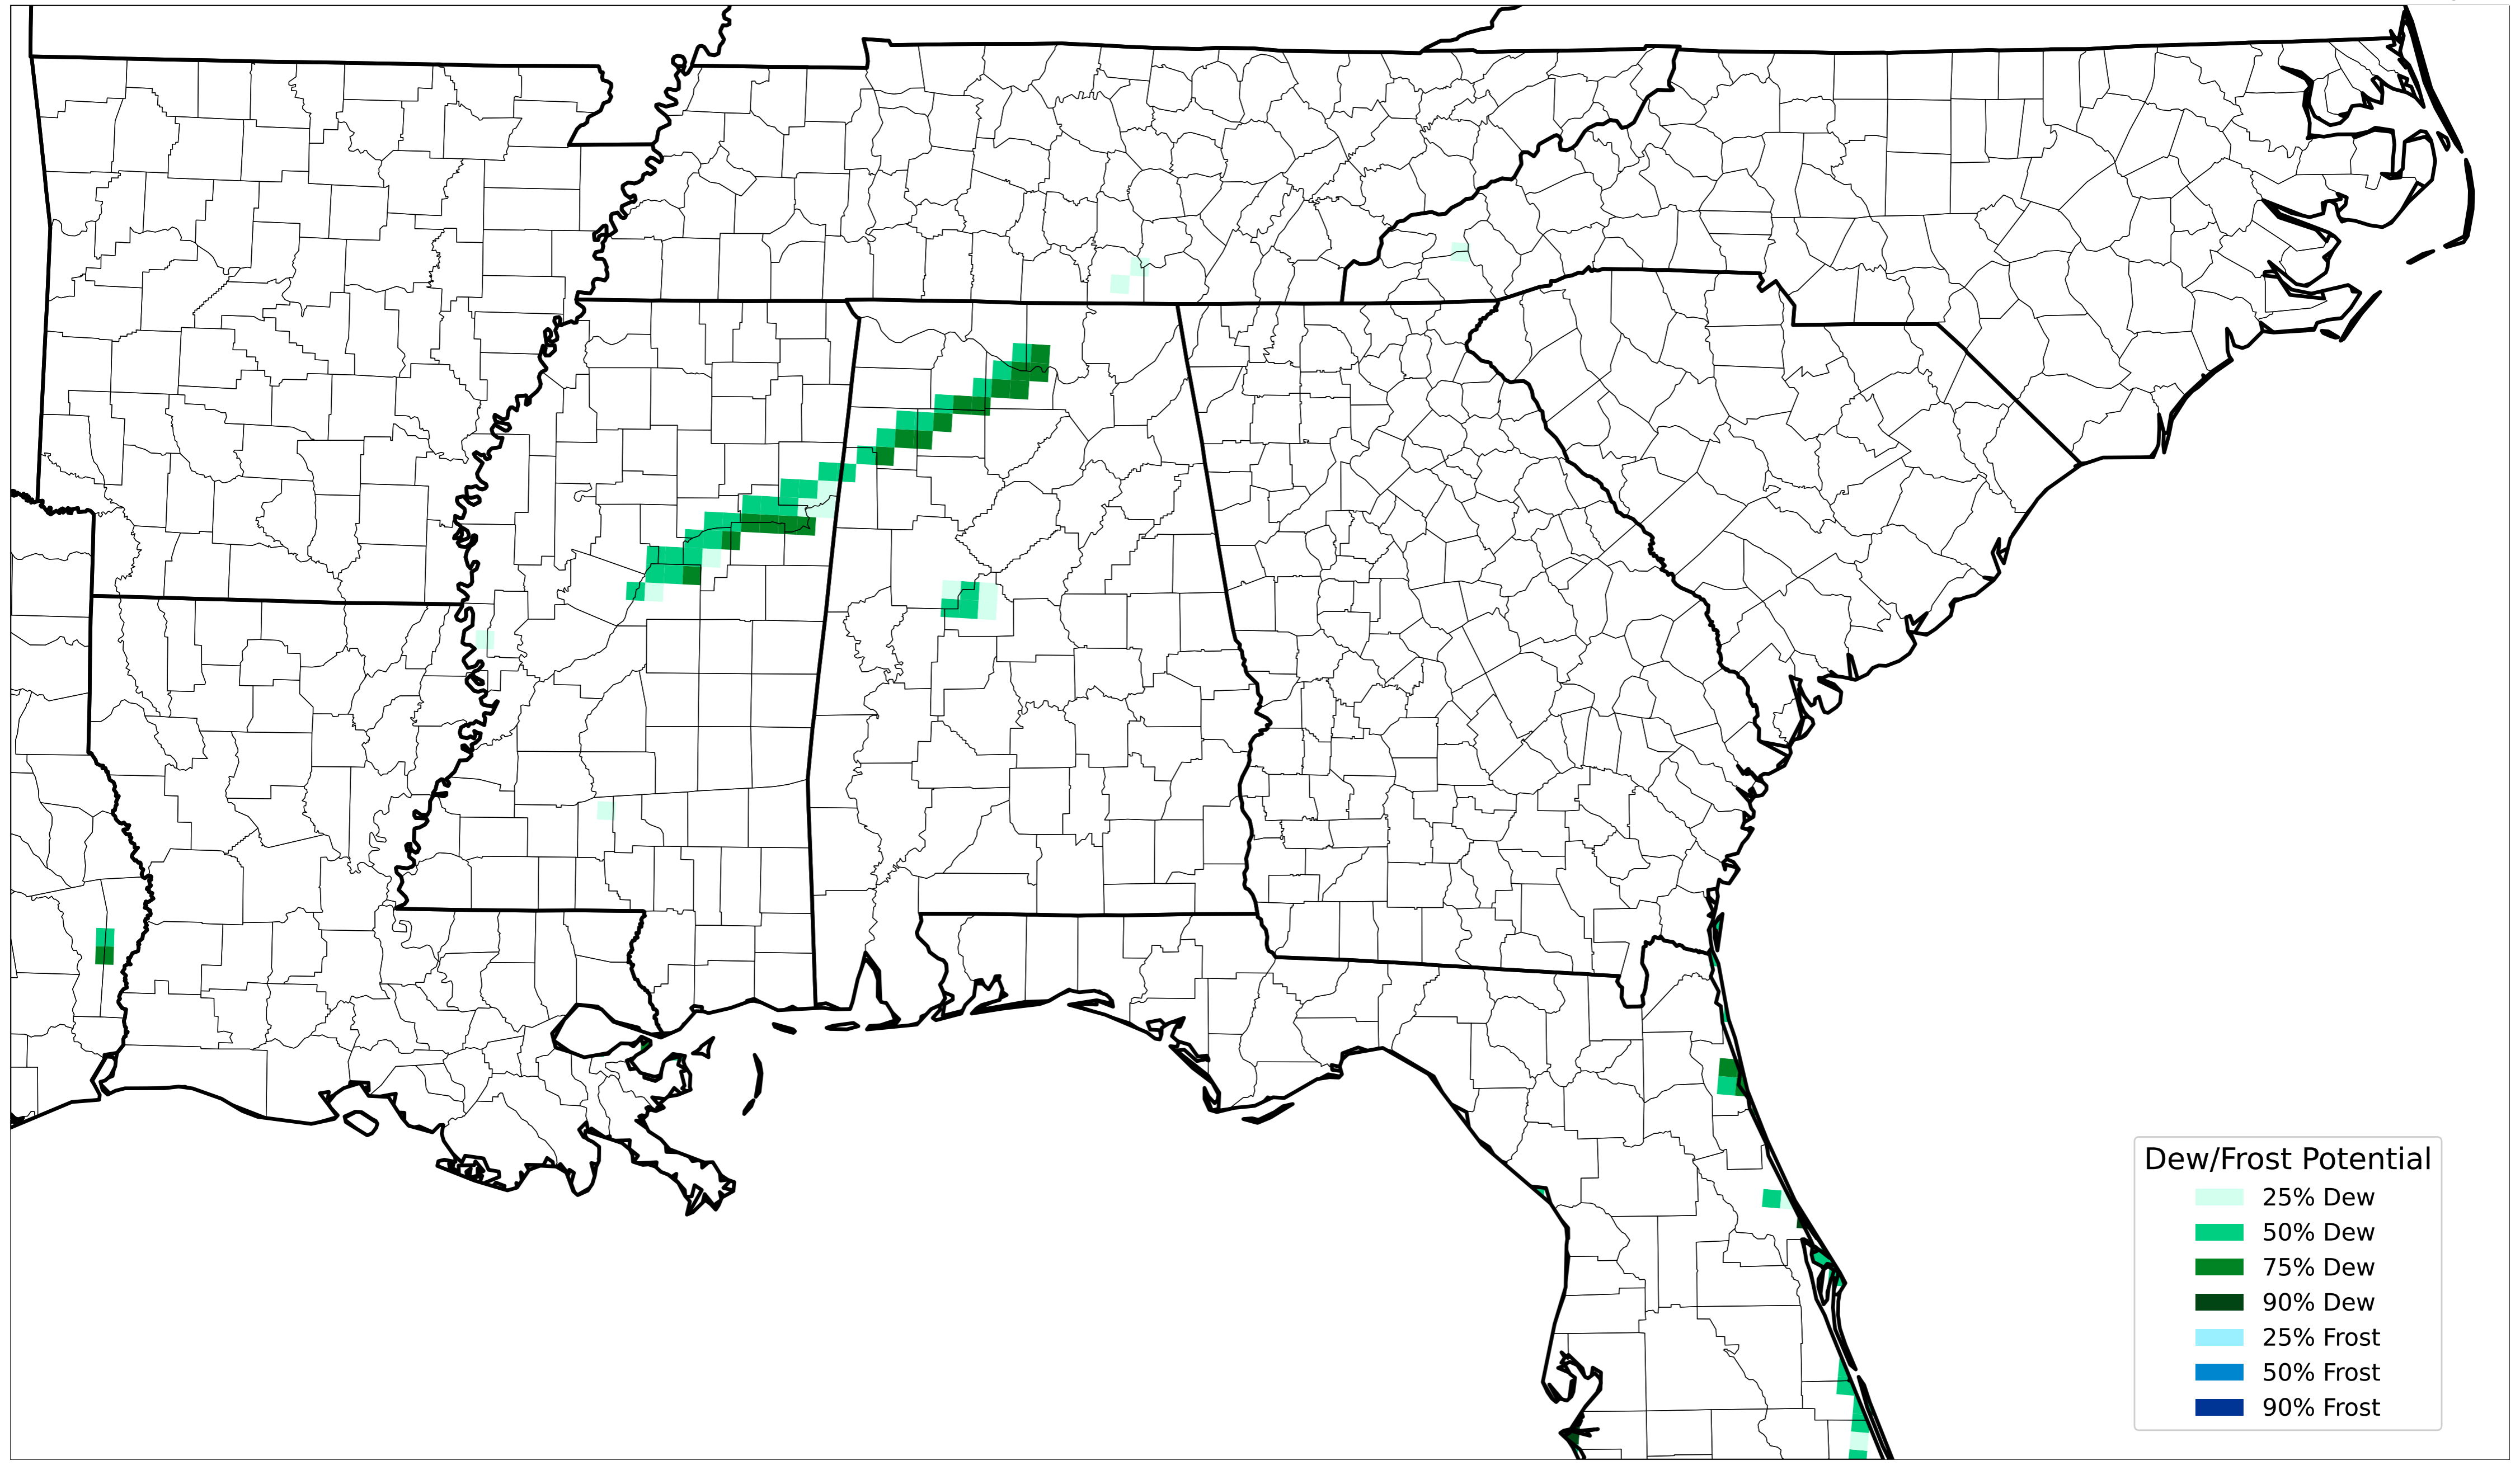 Dew/Frost Potential
25% Dew
50% Dew
75% Dew
90% Dew
25% Frost
50% Frost
90% Frost